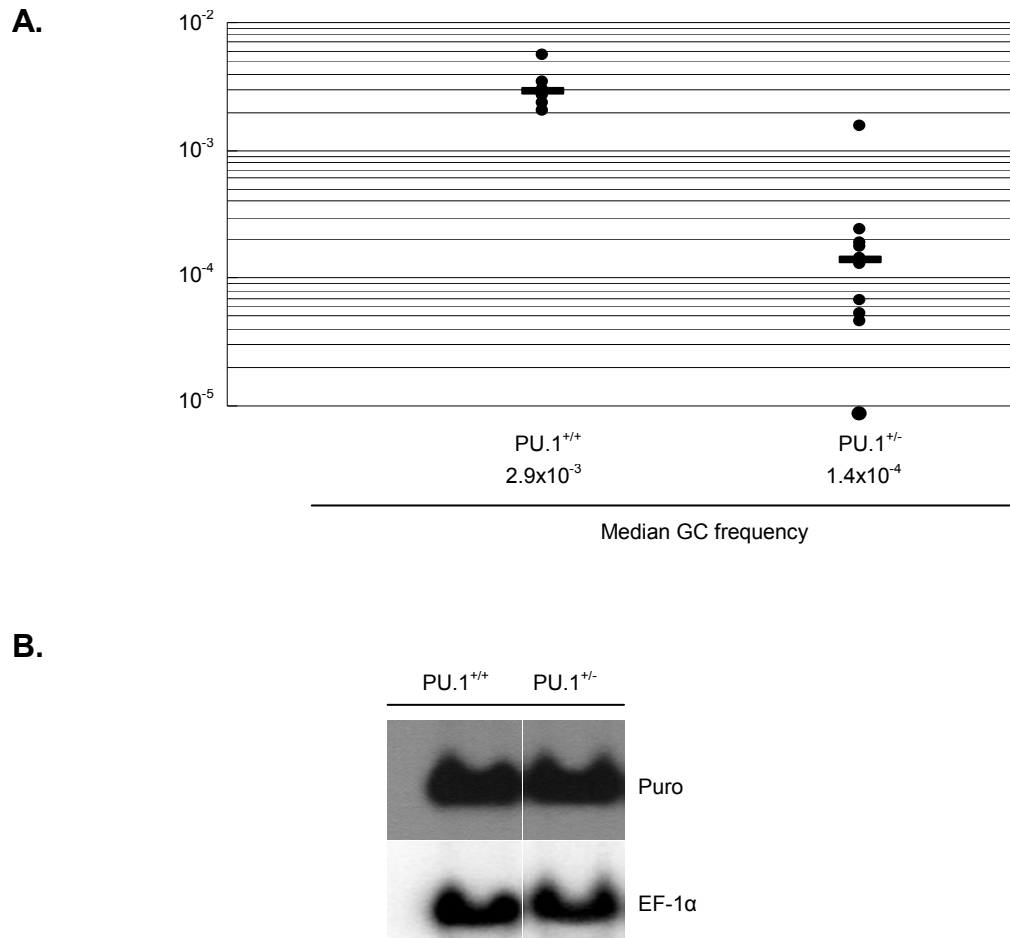 A.
10⁻²
10⁻³
10⁻⁴
10⁻⁵
PU.1⁺/⁺ PU.1⁺/⁻
2.9x10⁻³ 1.4x10⁻⁴
Median GC frequency
B.
PU.1⁺/⁺ PU.1⁺/⁻
Puro
EF-1α